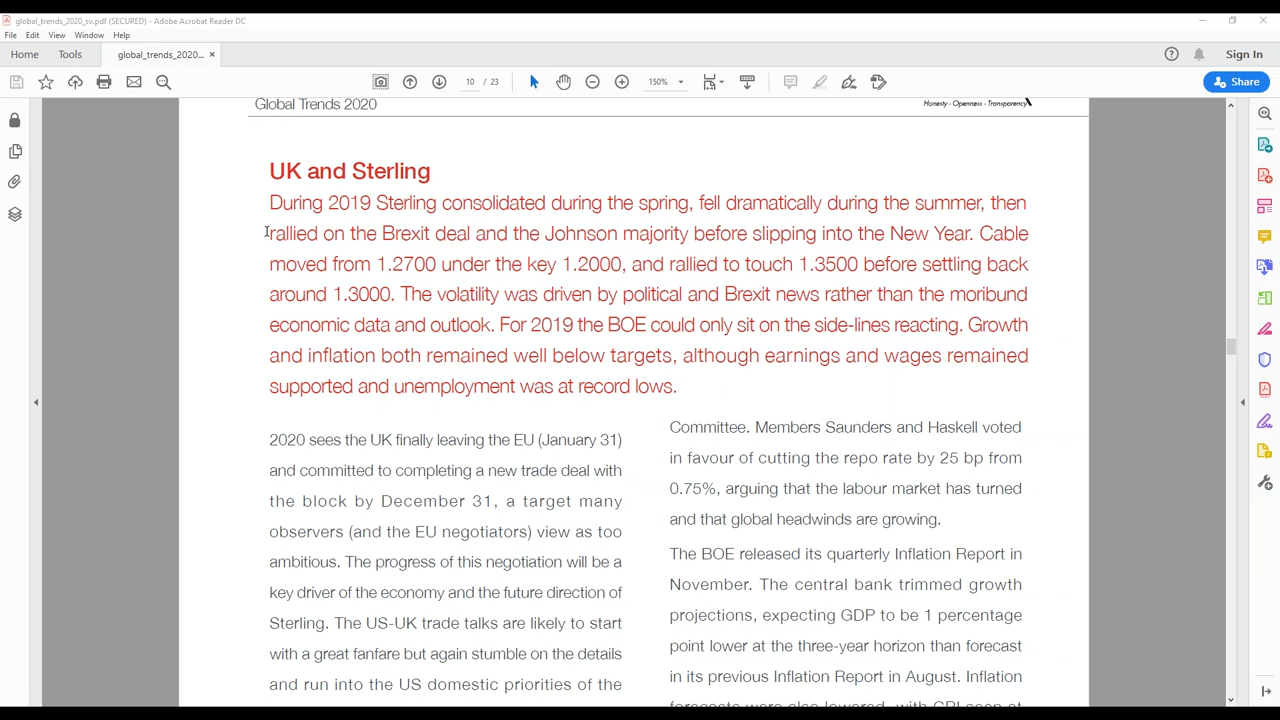 global_trends_2020_sv.pdf (SECURED) - Adobe Acrobat Reader DC
File Edit View Window Help
Home Tools global_trends_2020... × Sign In
10 / 23 150% Share
Global Trends 2020 Honesty - Openness - Transparency
UK and Sterling
During 2019 Sterling consolidated during the spring, fell dramatically during the summer, then
rallied on the Brexit deal and the Johnson majority before slipping into the New Year. Cable
moved from 1.2700 under the key 1.2000, and rallied to touch 1.3500 before settling back
around 1.3000. The volatility was driven by political and Brexit news rather than the moribund
economic data and outlook. For 2019 the BOE could only sit on the side-lines reacting. Growth
and inflation both remained well below targets, although earnings and wages remained
supported and unemployment was at record lows.
2020 sees the UK finally leaving the EU (January 31)
and committed to completing a new trade deal with
the block by December 31, a target many
observers (and the EU negotiators) view as too
ambitious. The progress of this negotiation will be a
key driver of the economy and the future direction of
Sterling. The US-UK trade talks are likely to start
with a great fanfare but again stumble on the details
and run into the US domestic priorities of the
Committee. Members Saunders and Haskell voted
in favour of cutting the repo rate by 25 bp from
0.75%, arguing that the labour market has turned
and that global headwinds are growing.
The BOE released its quarterly Inflation Report in
November. The central bank trimmed growth
projections, expecting GDP to be 1 percentage
point lower at the three-year horizon than forecast
in its previous Inflation Report in August. Inflation
forecasts were also lowered, with CPI seen at